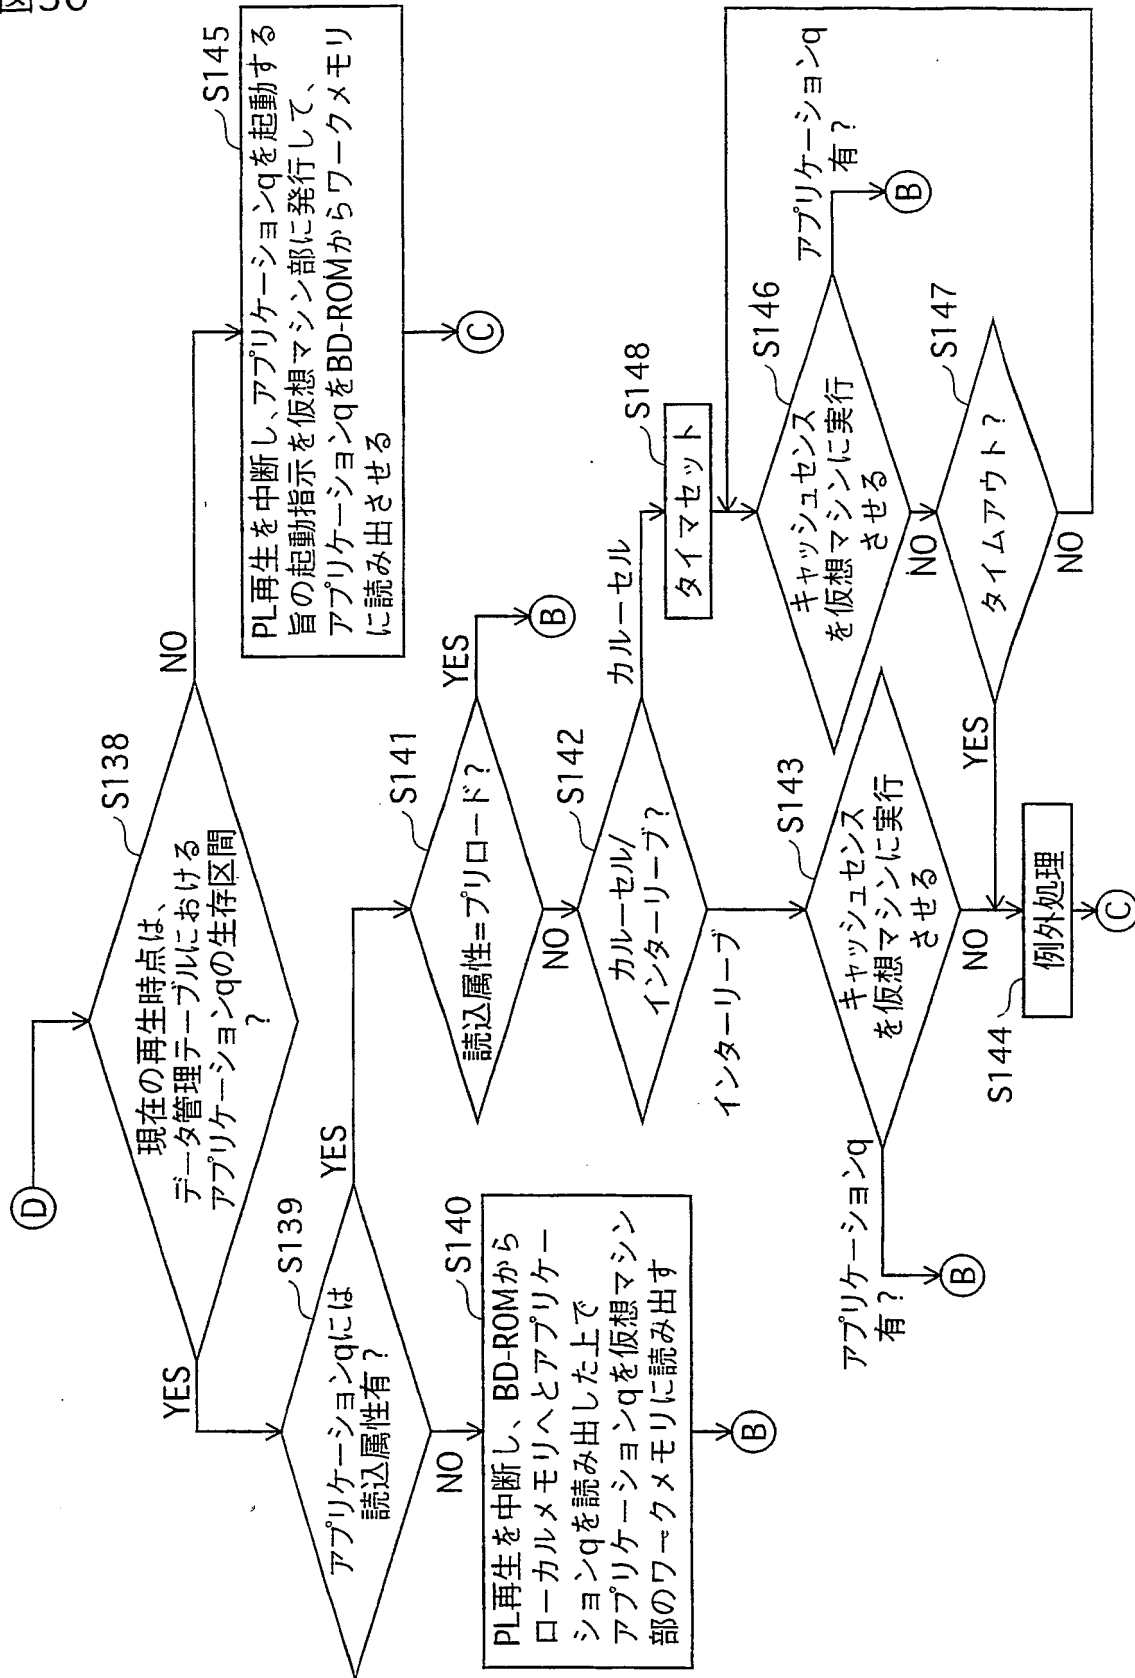 図30
D
現在の再生時点は、
データ管理テーブルにおける
アプリケーションqの生存区間
?
S138
YES
NO
PL再生を中断し、アプリケーションqを起動する
旨の起動指示を仮想マシン部に発行して、
アプリケーションqをBD-ROMからワークメモリ
に読み出させる
S145
C
アプリケーションqには
読込属性有?
S139
YES
NO
PL再生を中断し、BD-ROMから
ローカルメモリへとアプリケー
ションqを読み出した上で
アプリケーションqを仮想マシン
部のワークメモリに読み出す
S140
B
読込属性=プリロード?
S141
YES
B
NO
カルーセル/
インターリーブ?
S142
カルーセル
インターリーブ
タイマセット
S148
キャッシュセンス
を仮想マシンに実行
させる
S146
アプリケーションq
有?
B
NO
タイムアウト?
S147
YES
NO
キャッシュセンス
を仮想マシンに実行
させる
S143
アプリケーションq
有?
B
NO
例外処理
S144
C